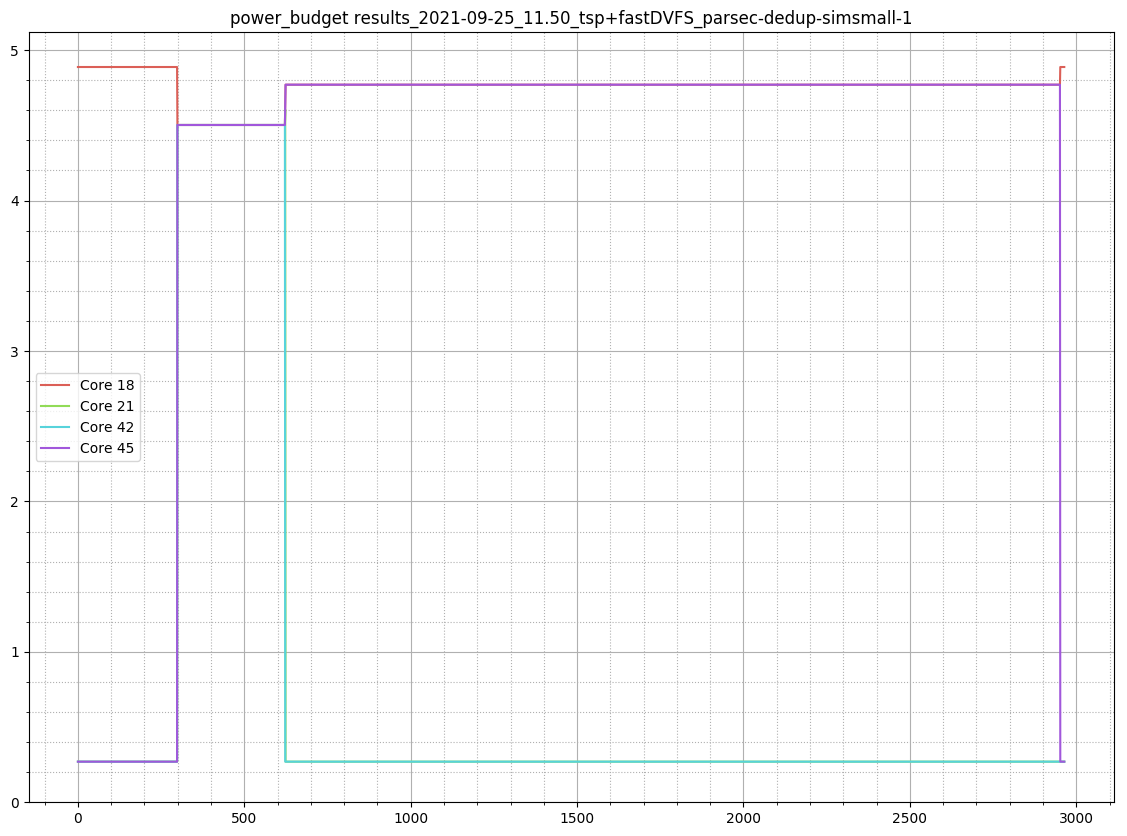 power_budget results_2021-09-25_11.50_tsp+fastDVFS_parsec-dedup-simsmall-1
5
4
3
2
1
0
Core 18
Core 21
Core 42
Core 45
0
500
1000
1500
2000
2500
3000